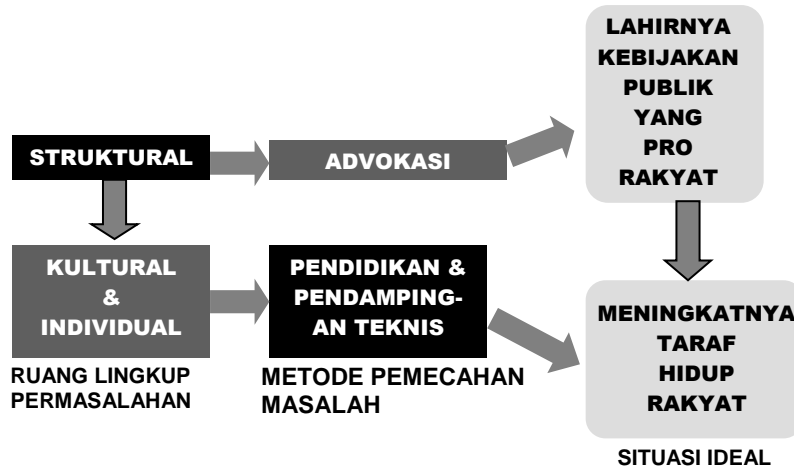 LAHIRNYA
KEBIJAKAN
PUBLIK
YANG
PRO
RAKYAT
STRUKTURAL
ADVOKASI
KULTURAL
&
INDIVIDUAL
PENDIDIKAN &
PENDAMPING-
AN TEKNIS
MENINGKATNYA
TARAF
HIDUP
RAKYAT
RUANG LINGKUP
PERMASALAHAN
METODE PEMECAHAN
MASALAH
SITUASI IDEAL